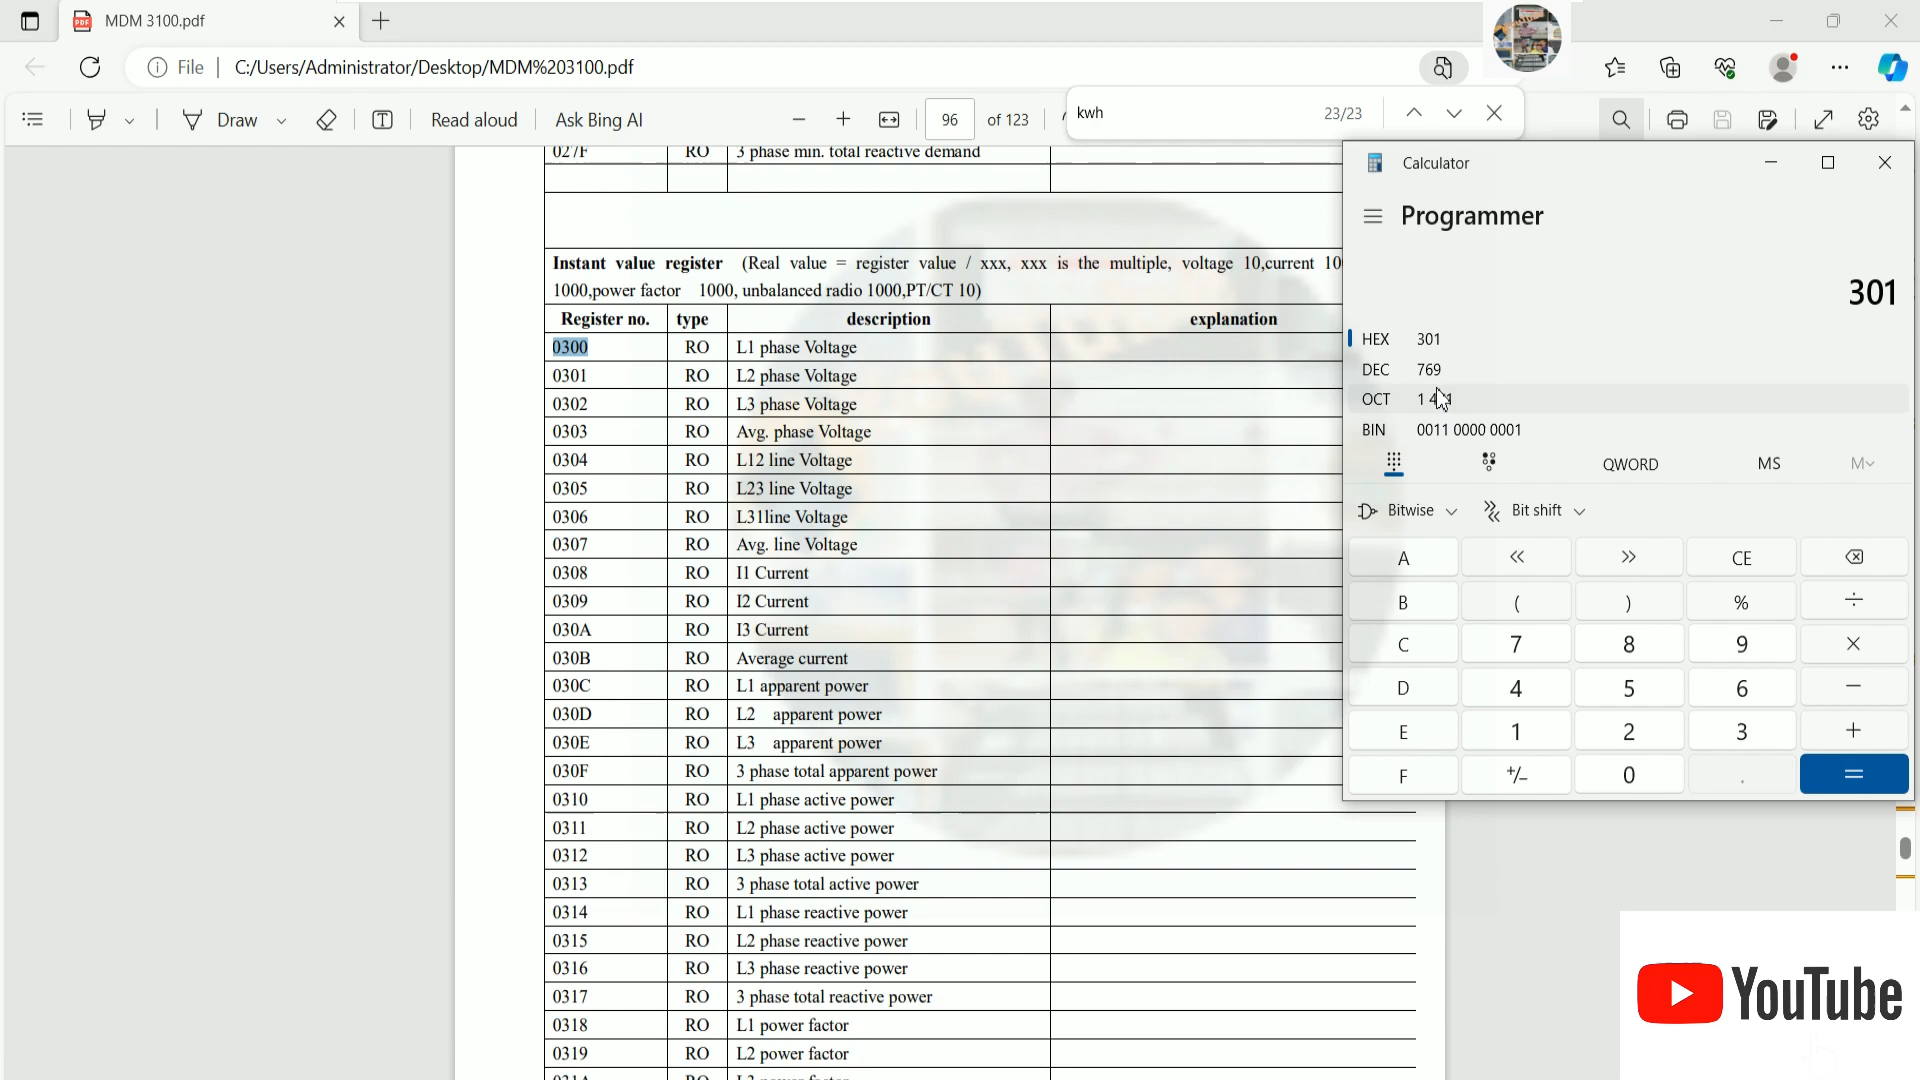 MDM 3100.pdf
File C:/Users/Administrator/Desktop/MDM%203100.pdf
Draw Read aloud Ask Bing AI 96 of 123 kwh 23/23
027F RO 3 phase min. total reactive demand
Instant value register (Real value = register value / xxx, xxx is the multiple, voltage 10,current 10
1000,power factor 1000, unbalanced radio 1000,PT/CT 10)
Register no. type description explanation
0300 RO L1 phase Voltage
0301 RO L2 phase Voltage
0302 RO L3 phase Voltage
0303 RO Avg. phase Voltage
0304 RO L12 line Voltage
0305 RO L23 line Voltage
0306 RO L31line Voltage
0307 RO Avg. line Voltage
0308 RO I1 Current
0309 RO I2 Current
030A RO I3 Current
030B RO Average current
030C RO L1 apparent power
030D RO L2 apparent power
030E RO L3 apparent power
030F RO 3 phase total apparent power
0310 RO L1 phase active power
0311 RO L2 phase active power
0312 RO L3 phase active power
0313 RO 3 phase total active power
0314 RO L1 phase reactive power
0315 RO L2 phase reactive power
0316 RO L3 phase reactive power
0317 RO 3 phase total reactive power
0318 RO L1 power factor
0319 RO L2 power factor
Calculator
Programmer
301
HEX 301
DEC 769
OCT
BIN 0011 0000 0001
QWORD MS M
Bitwise Bit shift
A << >> CE
B ( ) % ÷
C 7 8 9 ×
D 4 5 6 −
E 1 2 3 +
F +/− 0 . =
YouTube